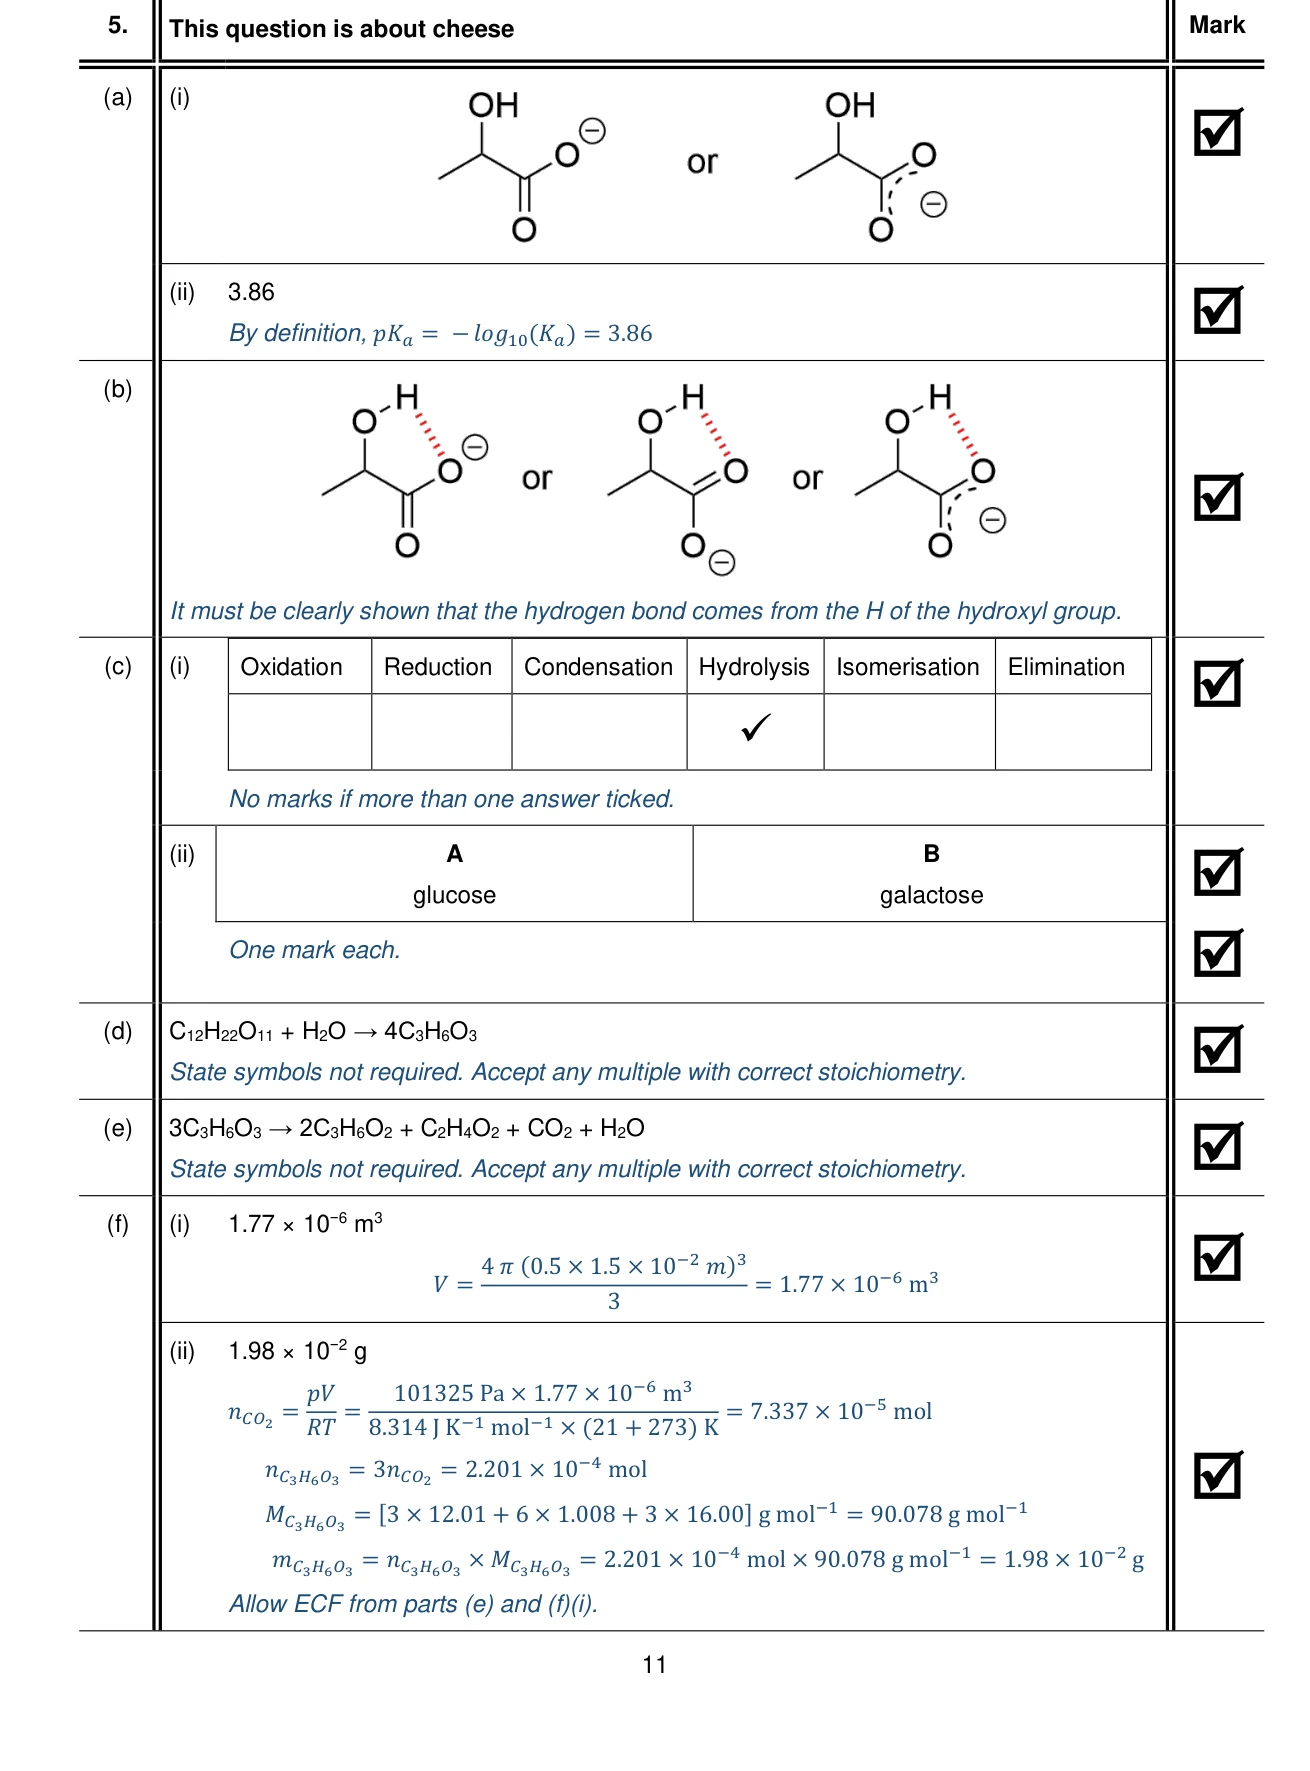 5. This question is about cheese Mark
(a) (i)
OH OH
O⊖ or O
O O ⊖
(ii) 3.86
By definition, pKₐ = −log₁₀(Kₐ) = 3.86
(b)
H H H
O O O
O⊖ or O or O
O O⊖ O ⊖
It must be clearly shown that the hydrogen bond comes from the H of the hydroxyl group.
(c) (i) Oxidation Reduction Condensation Hydrolysis Isomerisation Elimination
✓
No marks if more than one answer ticked.
(ii) A B
glucose galactose
One mark each.
(d) C₁₂H₂₂O₁₁ + H₂O → 4C₃H₆O₃
State symbols not required. Accept any multiple with correct stoichiometry.
(e) 3C₃H₆O₃ → 2C₃H₆O₂ + C₂H₄O₂ + CO₂ + H₂O
State symbols not required. Accept any multiple with correct stoichiometry.
(f) (i) 1.77 × 10⁻⁶ m³
V = 4 π (0.5 × 1.5 × 10⁻² m)³ / 3 = 1.77 × 10⁻⁶ m³
(ii) 1.98 × 10⁻² g
n_CO₂ = pV / RT = 101325 Pa × 1.77 × 10⁻⁶ m³ / 8.314 J K⁻¹ mol⁻¹ × (21 + 273) K = 7.337 × 10⁻⁵ mol
n_C₃H₆O₃ = 3n_CO₂ = 2.201 × 10⁻⁴ mol
M_C₃H₆O₃ = [3 × 12.01 + 6 × 1.008 + 3 × 16.00] g mol⁻¹ = 90.078 g mol⁻¹
m_C₃H₆O₃ = n_C₃H₆O₃ × M_C₃H₆O₃ = 2.201 × 10⁻⁴ mol × 90.078 g mol⁻¹ = 1.98 × 10⁻² g
Allow ECF from parts (e) and (f)(i).
11